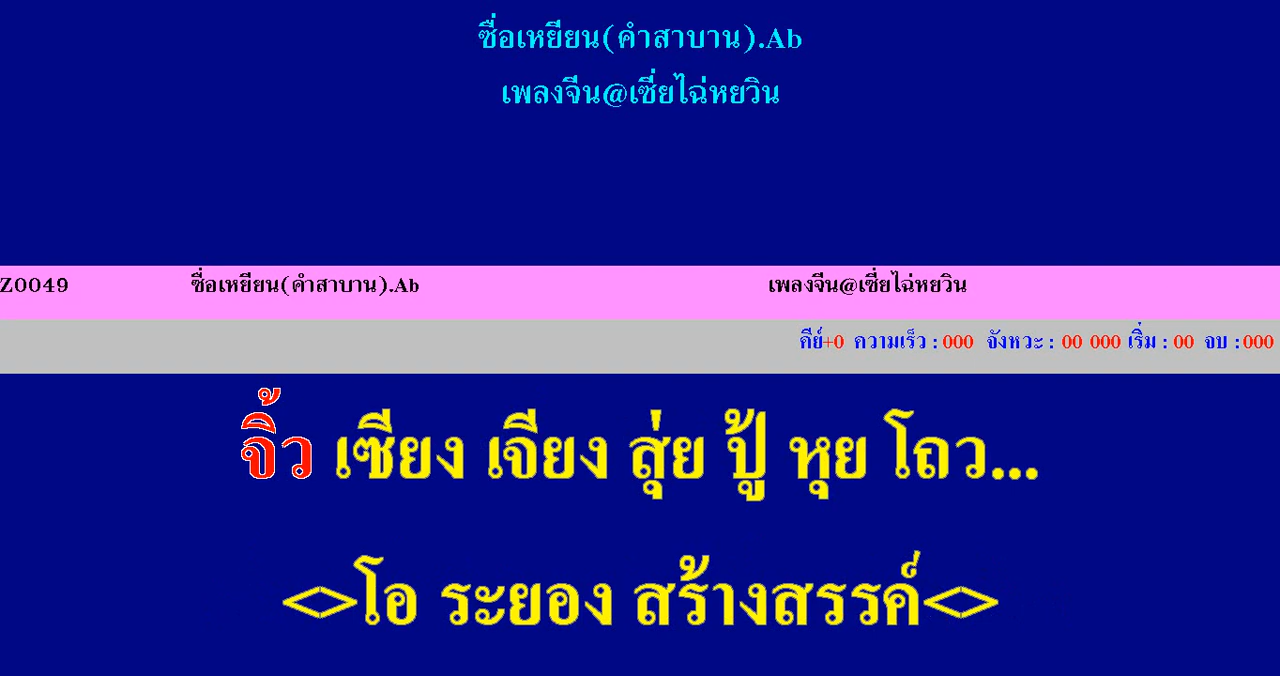 ซื่อเหยียน(คำสาบาน).Ab
เพลงจีน@เซี่ยไฉ่หยวิน
Z0049 ซื่อเหยียน(คำสาบาน).Ab เพลงจีน@เซี่ยไฉ่หยวิน
คีย์+0 ความเร็ว : 000 จังหวะ : 00 000 เริ่ม : 00 จบ : 000
จิ้ว เซียง เจียง สุ่ย ปู้ หุย โถว...
<>โอ ระยอง สร้างสรรค์<>